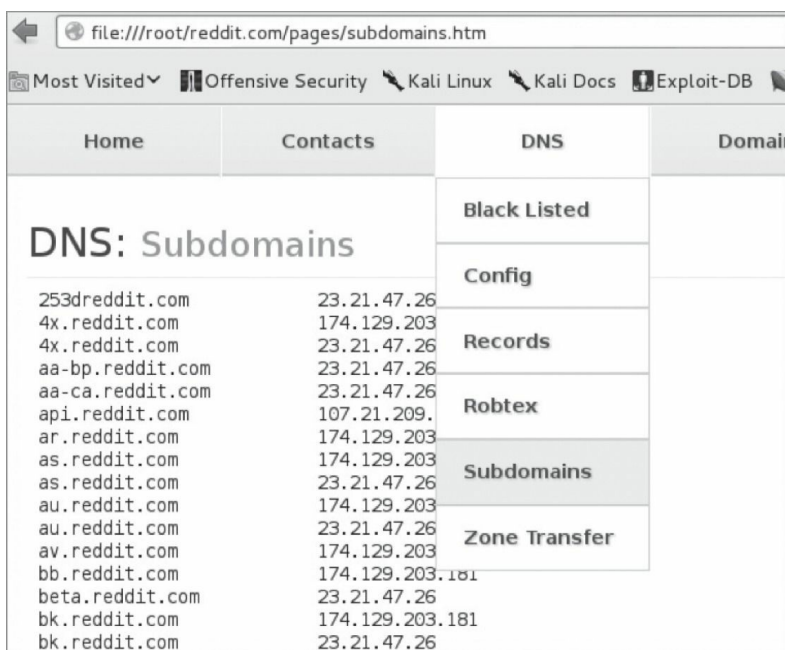 file:///root/reddit.com/pages/subdomains.htm
Most Visited Offensive Security Kali Linux Kali Docs Exploit-DB
Home Contacts DNS Domai
Black Listed
Config
Records
Robtex
Subdomains
Zone Transfer
DNS: Subdomains
253dreddit.com 23.21.47.26
4x.reddit.com 174.129.203
4x.reddit.com 23.21.47.26
aa-bp.reddit.com 23.21.47.26
aa-ca.reddit.com 23.21.47.26
api.reddit.com 107.21.209.
ar.reddit.com 174.129.203
as.reddit.com 174.129.203
as.reddit.com 23.21.47.26
au.reddit.com 174.129.203
au.reddit.com 23.21.47.26
av.reddit.com 174.129.203
bb.reddit.com 174.129.203.181
beta.reddit.com 23.21.47.26
bk.reddit.com 174.129.203.181
bk.reddit.com 23.21.47.26